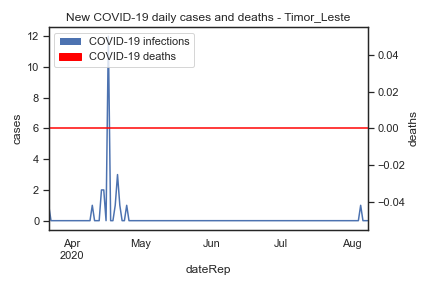 New COVID-19 daily cases and deaths - Timor_Leste
COVID-19 infections
COVID-19 deaths
12
10
8
6
4
2
0
cases
0.04
0.02
0.00
−0.02
−0.04
deaths
Apr
2020
May
Jun
Jul
Aug
dateRep